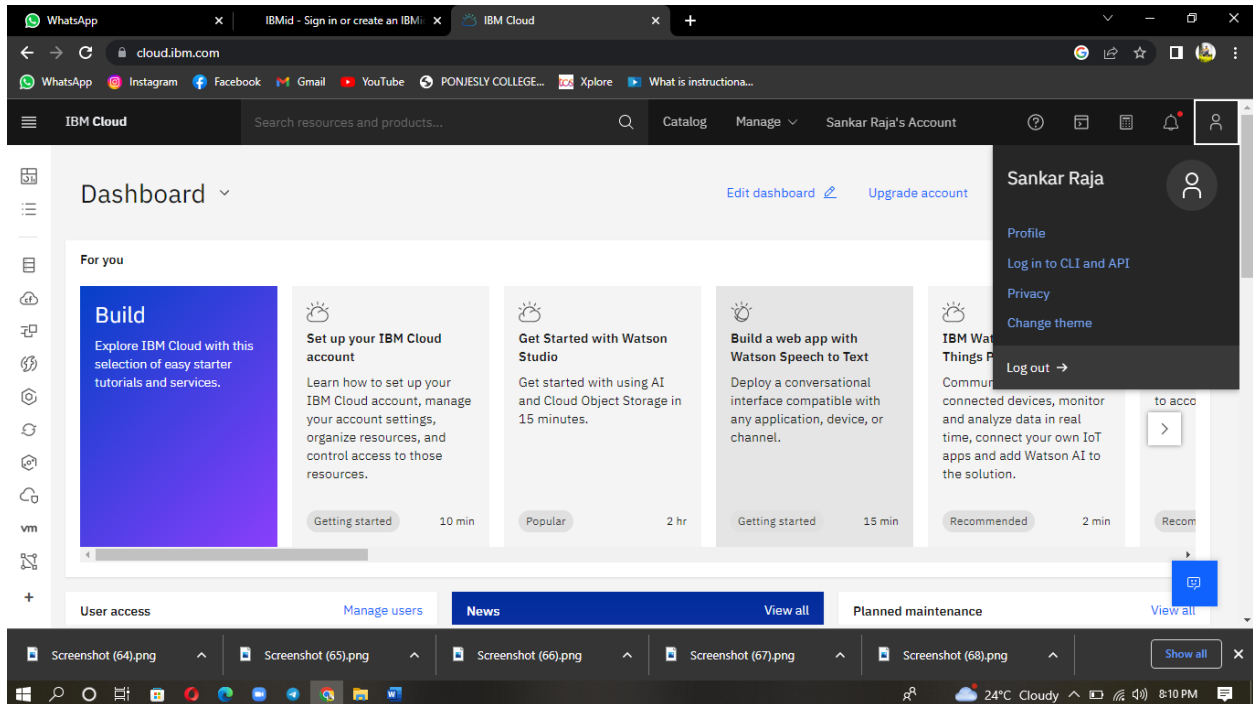 WhatsApp
IBMid - Sign in or create an IBMi
IBM Cloud
cloud.ibm.com
WhatsApp Instagram Facebook Gmail YouTube PONJESLY COLLEGE... Xplore What is instructiona...
IBM Cloud
Search resources and products...
Catalog
Manage
Sankar Raja's Account
Sankar Raja
Profile
Log in to CLI and API
Privacy
Change theme
Log out →
Dashboard
Edit dashboard
Upgrade account
For you
Build
Explore IBM Cloud with this
selection of easy starter
tutorials and services.
Set up your IBM Cloud
account
Learn how to set up your
IBM Cloud account, manage
your account settings,
organize resources, and
control access to those
resources.
Getting started 10 min
Get Started with Watson
Studio
Get started with using AI
and Cloud Object Storage in
15 minutes.
Popular 2 hr
Build a web app with
Watson Speech to Text
Deploy a conversational
interface compatible with
any application, device, or
channel.
Getting started 15 min
IBM Wat
Things P
Commun
connected devices, monitor
and analyze data in real
time, connect your own IoT
apps and add Watson AI to
the solution.
Recommended 2 min
to acco
Recom
vm
User access
Manage users
News
View all
Planned maintenance
View all
Screenshot (64).png
Screenshot (65).png
Screenshot (66).png
Screenshot (67).png
Screenshot (68).png
Show all
24°C Cloudy
8:10 PM